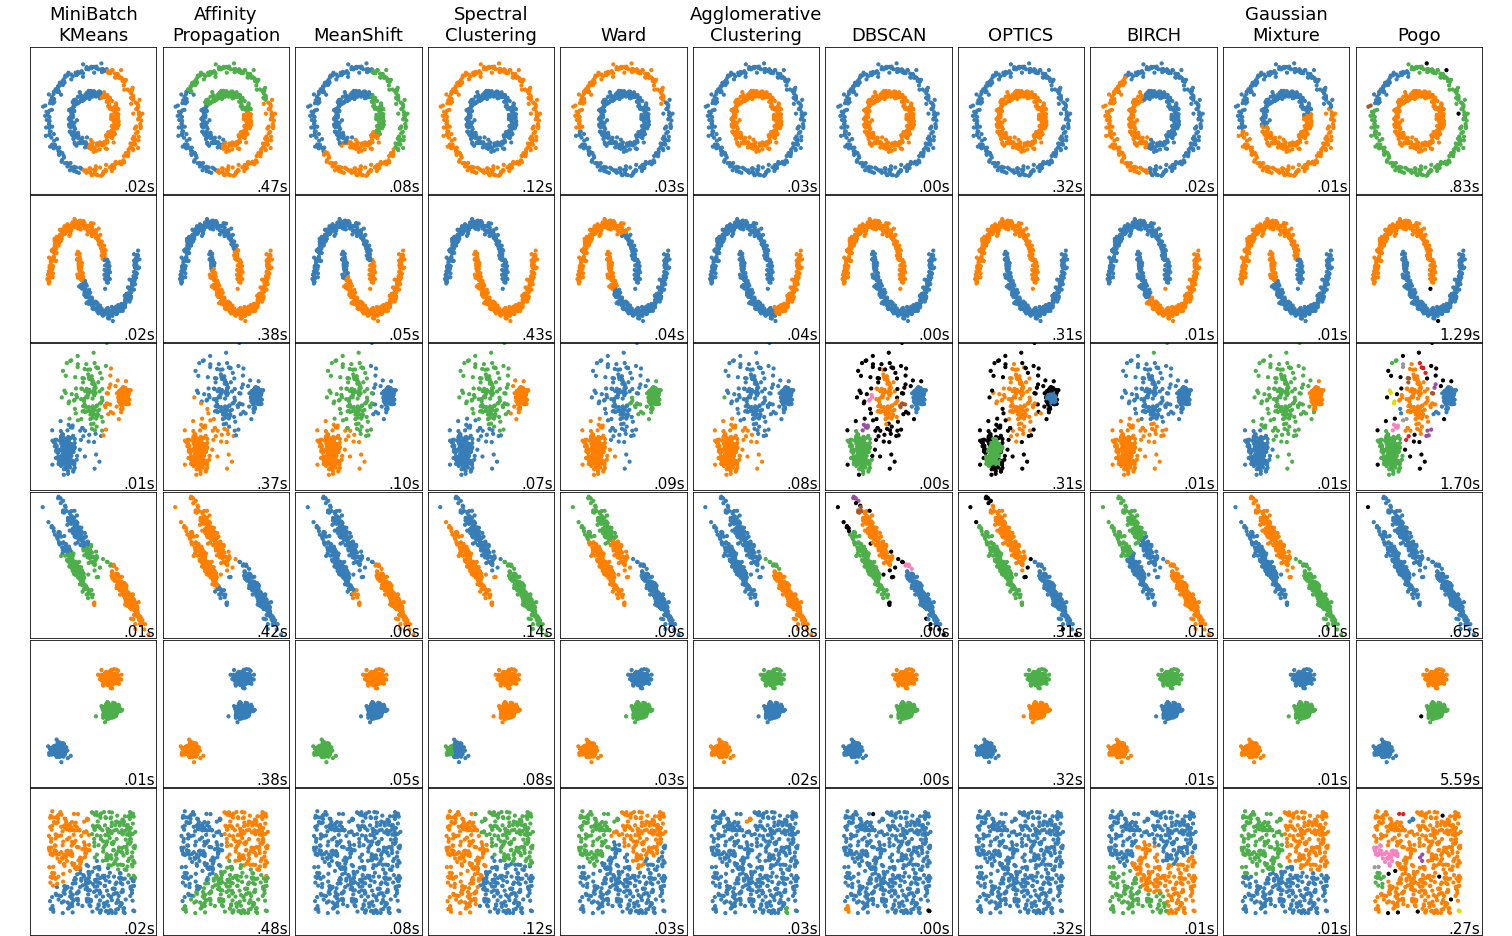 MiniBatch
KMeans
Affinity
Propagation
MeanShift
Spectral
Clustering
Ward
Agglomerative
Clustering
DBSCAN
OPTICS
BIRCH
Gaussian
Mixture
Pogo
.02s .47s .08s .12s .03s .03s .00s .32s .02s .01s .83s
.02s .38s .05s .43s .04s .04s .00s .31s .01s .01s 1.29s
.01s .37s .10s .07s .09s .08s .00s .31s .01s .01s 1.70s
.01s .42s .06s .14s .09s .08s .00s .31s .01s .01s .65s
.01s .38s .05s .08s .03s .02s .00s .32s .01s .01s 5.59s
.02s .48s .08s .12s .03s .03s .00s .32s .01s .01s .27s